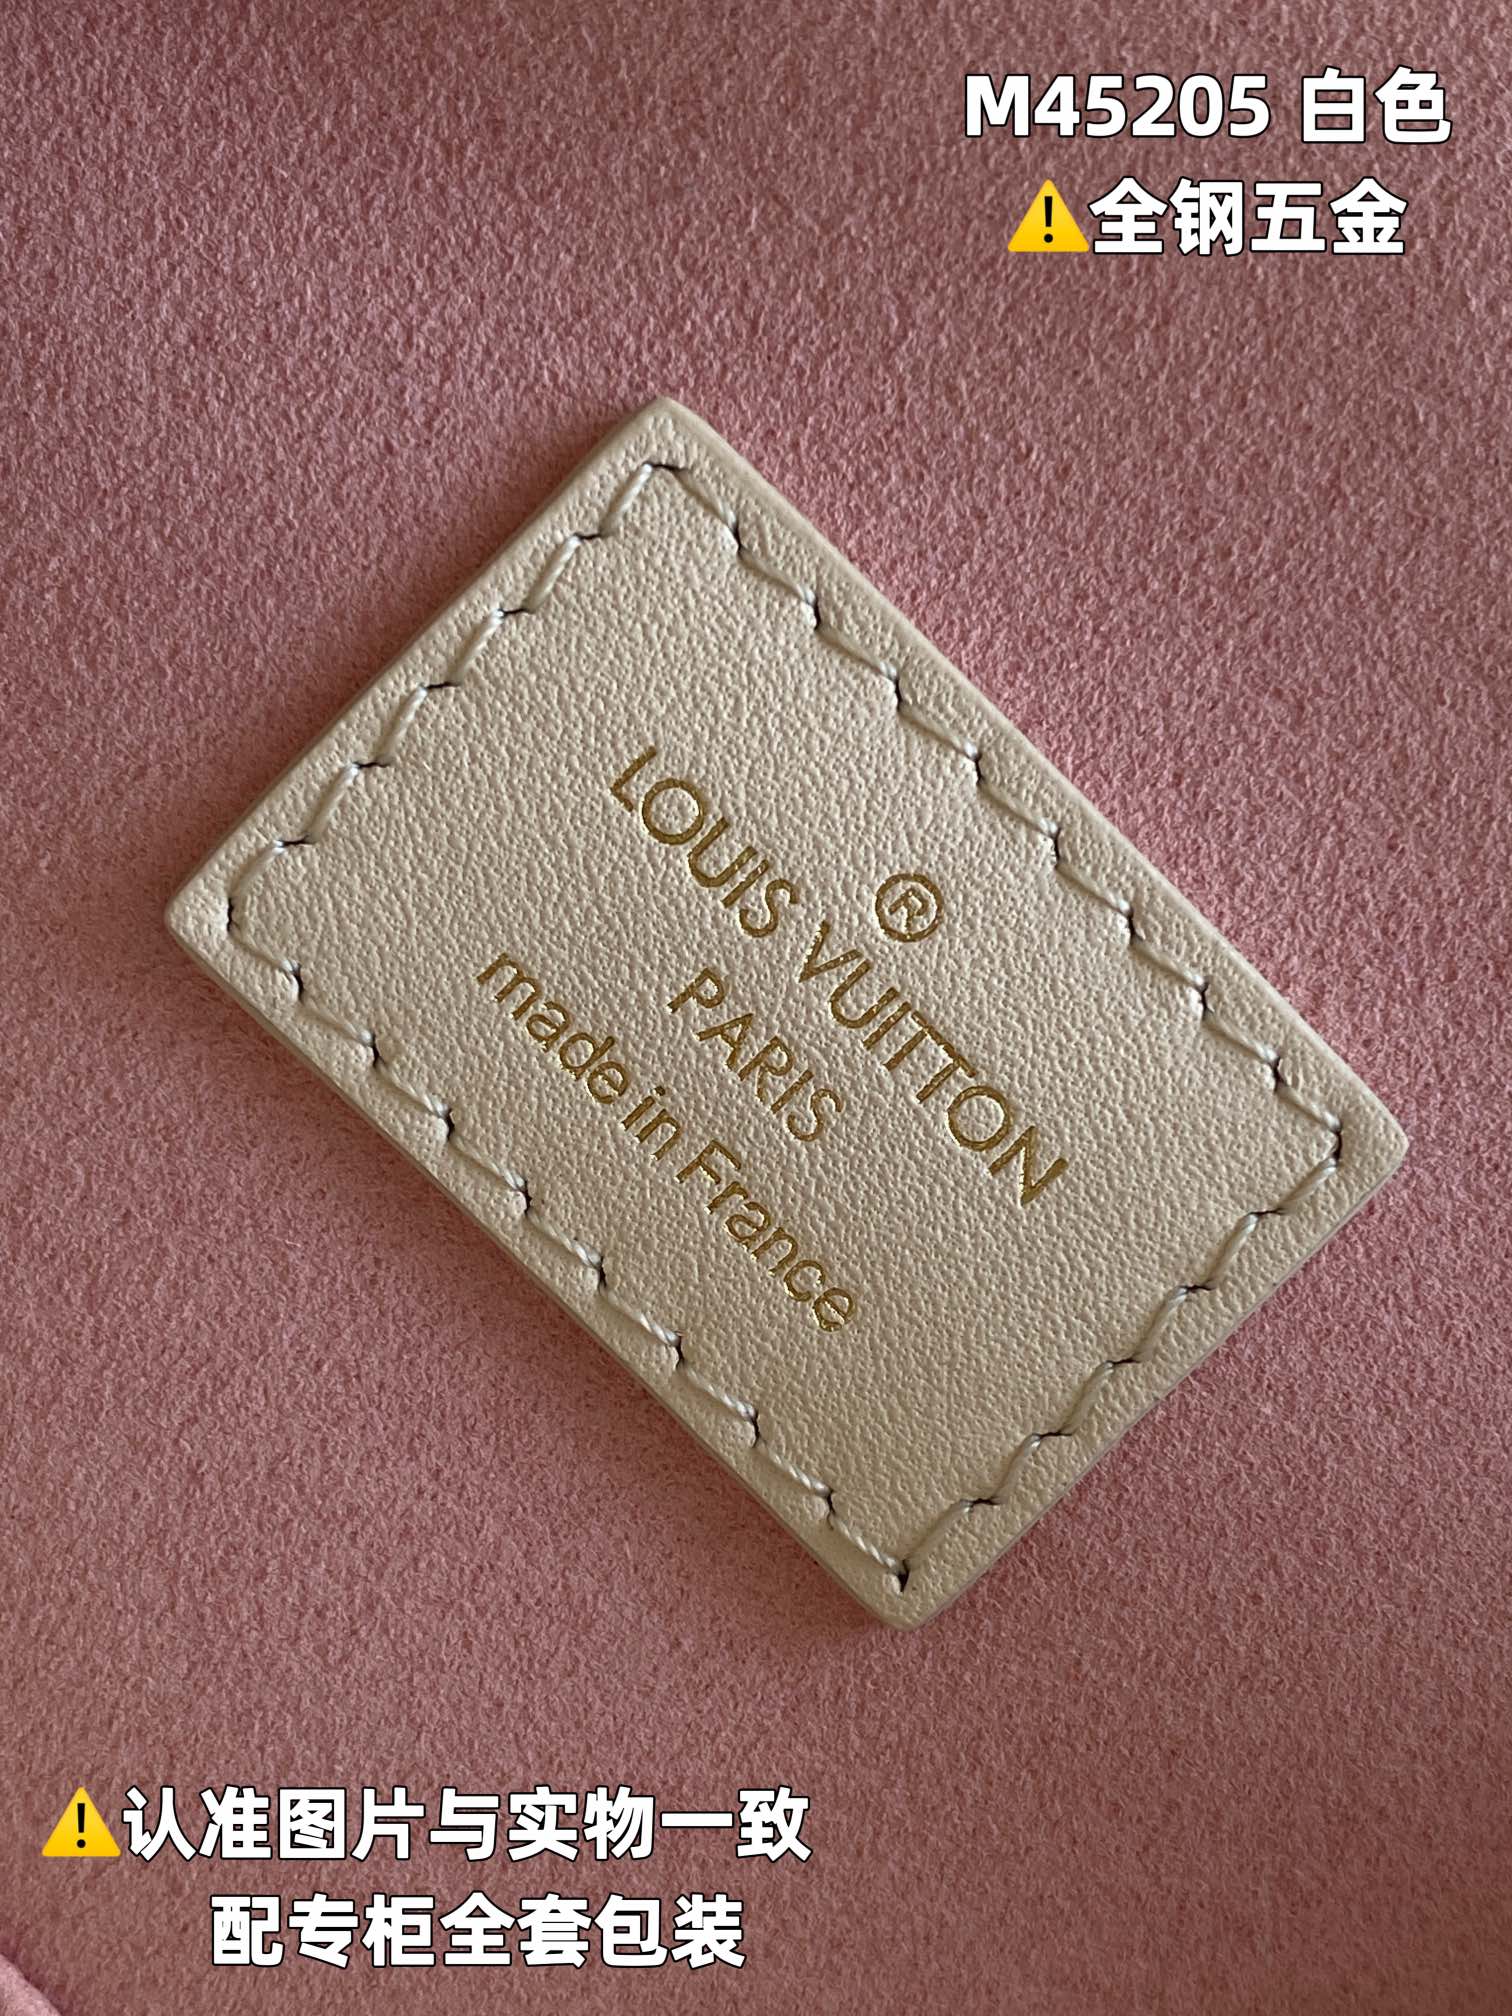 M45205 白色
⚠️全钢五金
®
LOUIS VUITTON
PARIS
made in France
⚠️认准图片与实物一致
配专柜全套包装